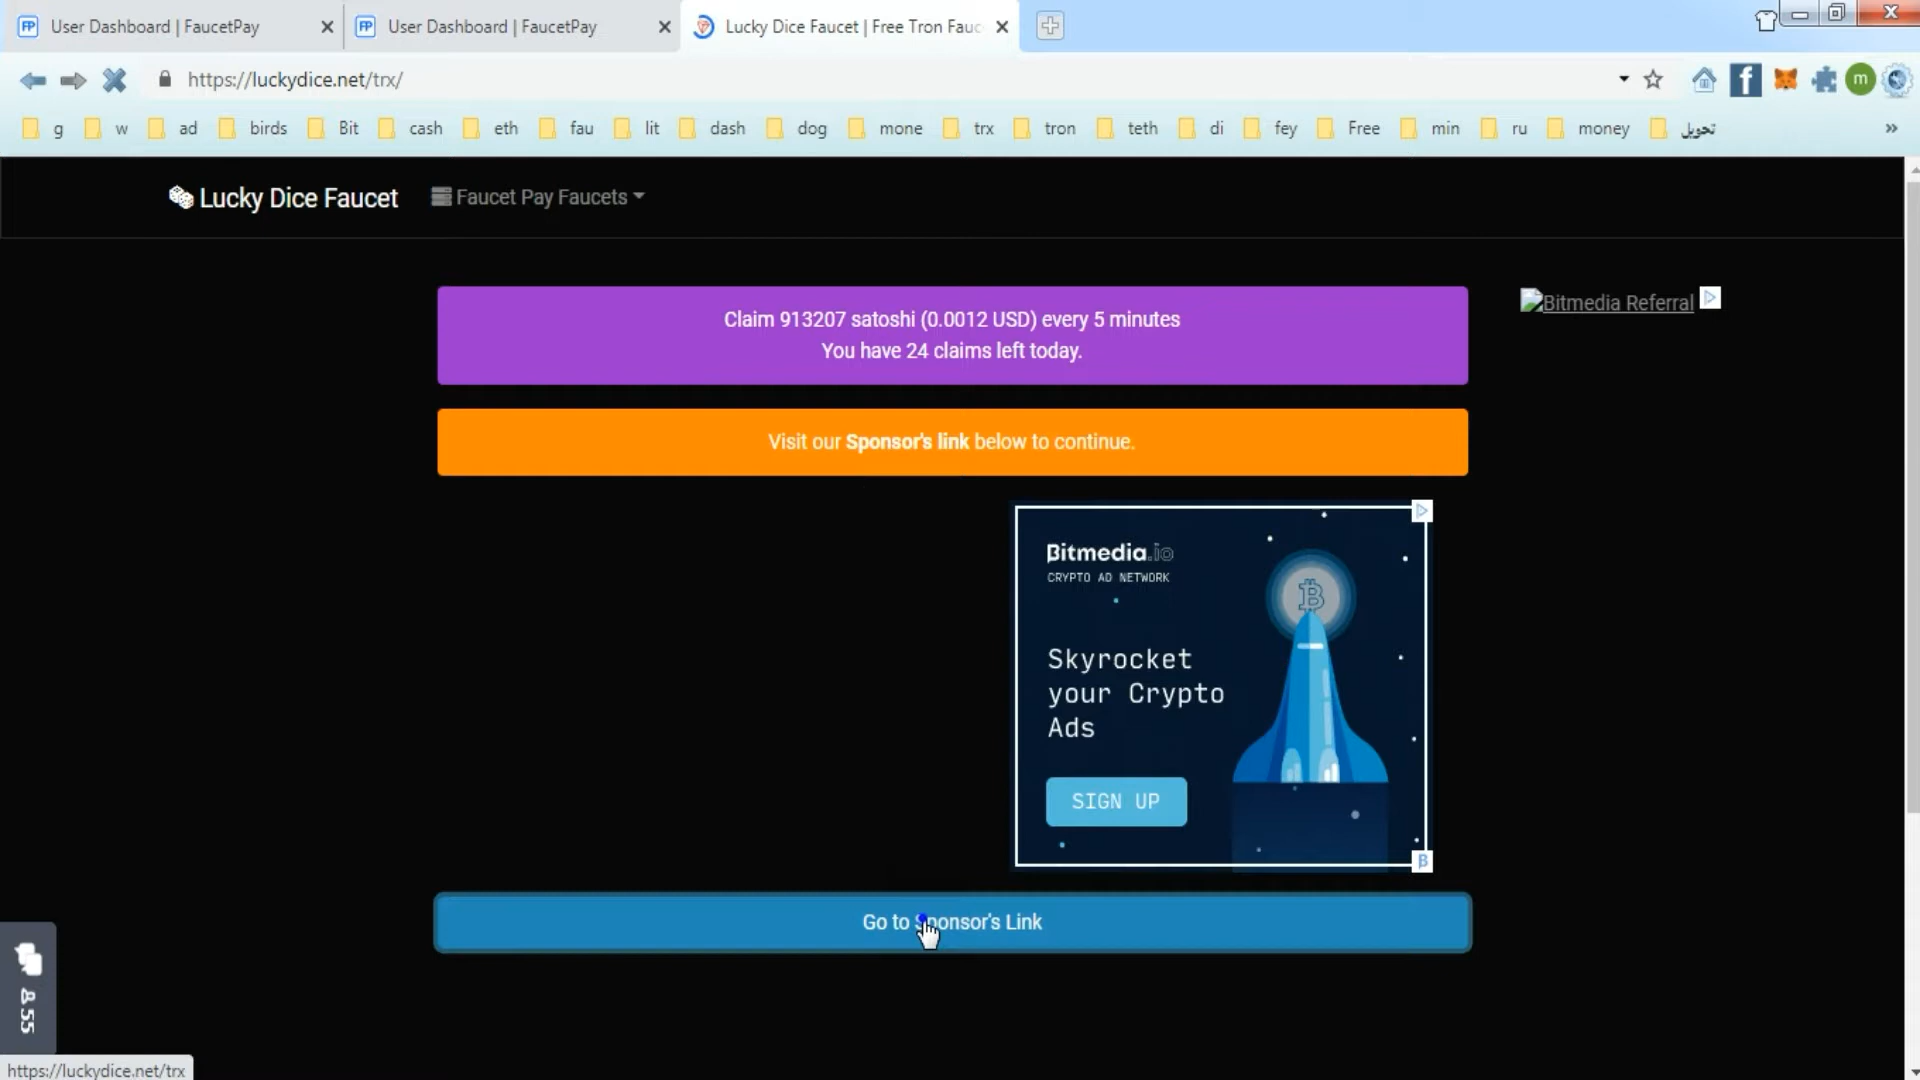 User Dashboard | FaucetPay
User Dashboard | FaucetPay
Lucky Dice Faucet | Free Tron Fauc
https://luckydice.net/trx/
f
m
g w ad birds Bit cash eth fau lit dash dog mone trx tron teth di fey Free min ru money تحويل »
Lucky Dice Faucet
Faucet Pay Faucets
Claim 913207 satoshi (0.0012 USD) every 5 minutes
You have 24 claims left today.
Bitmedia Referral
Visit our Sponsor's link below to continue.
Bitmedia.io
CRYPTO AD NETWORK
Skyrocket
your Crypto
Ads
SIGN UP
Go to Sponsor's Link
8.55
https://luckydice.net/trx